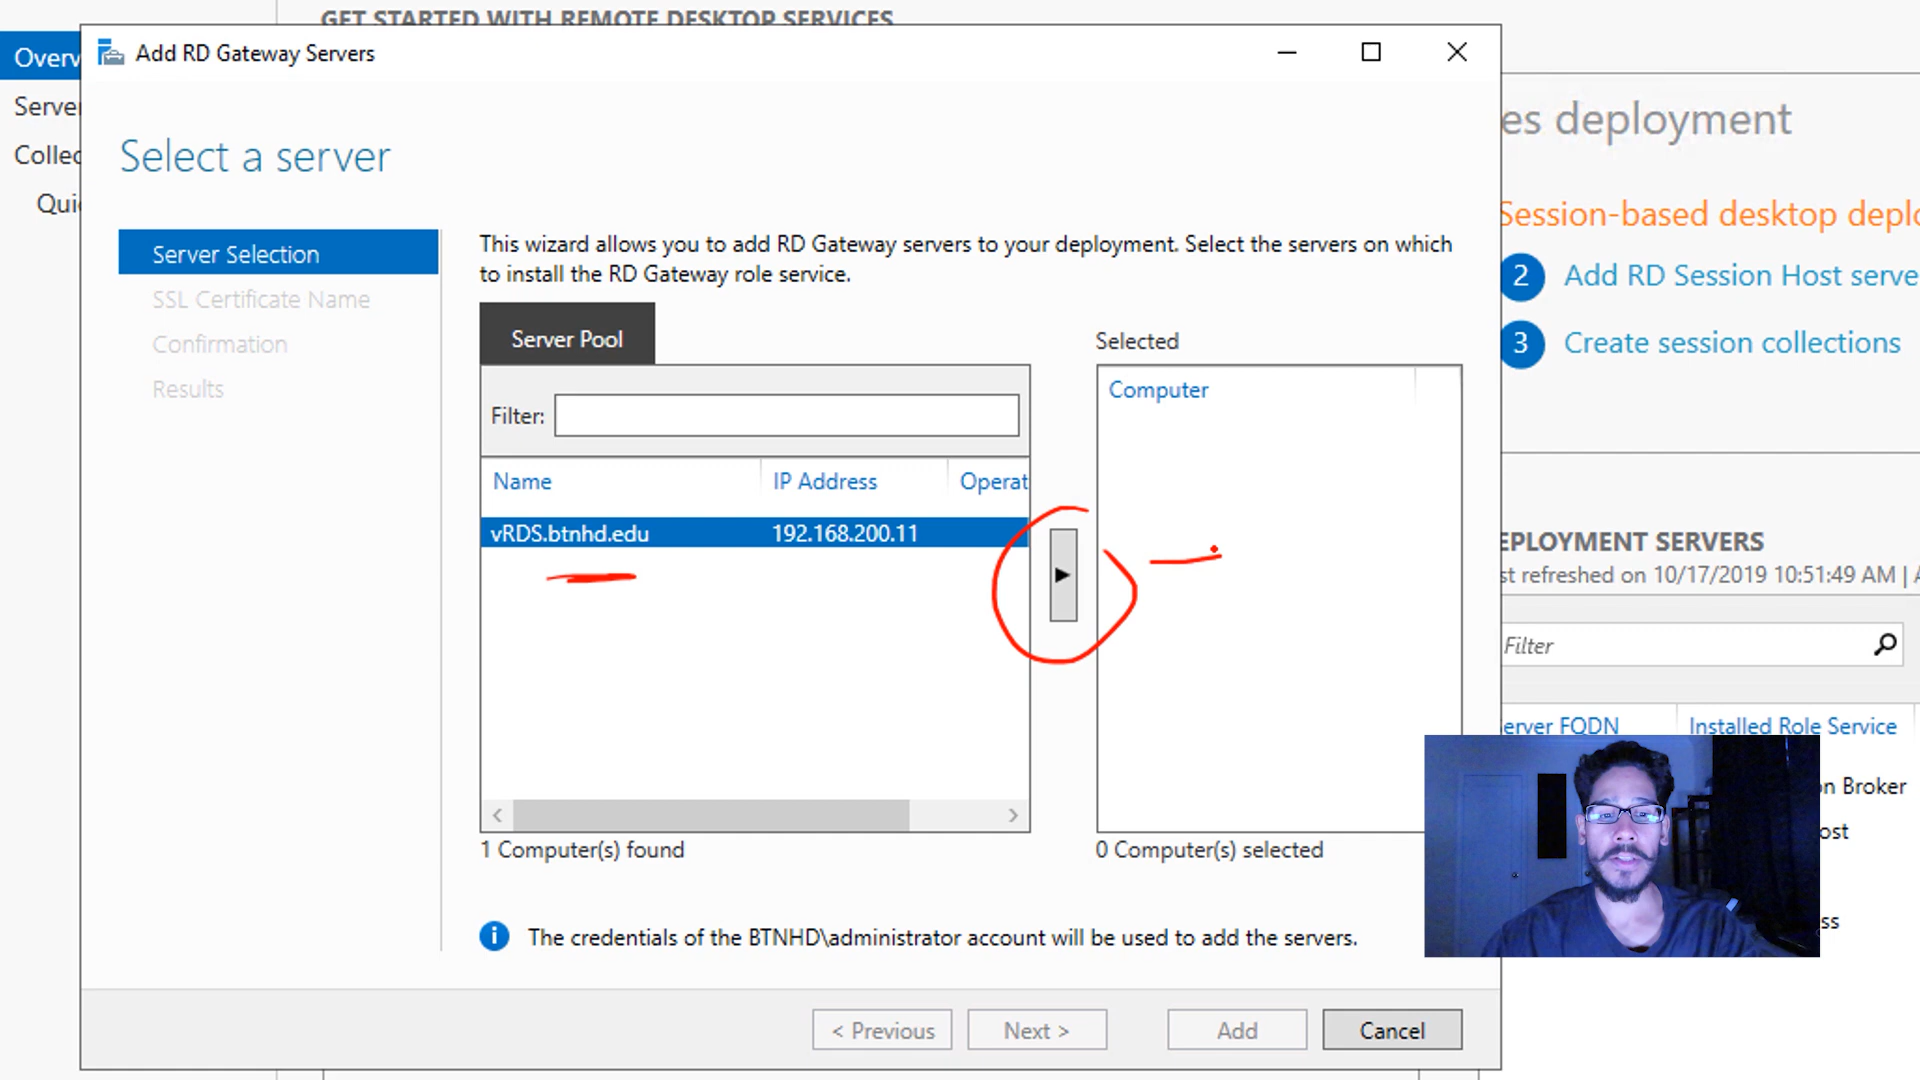 GET STARTED WITH REMOTE DESKTOP SERVICES
Add RD Gateway Servers
Overv
Server
Collec
Quic
Select a server
es deployment
Session-based desktop deplo
2 Add RD Session Host serve
3 Create session collections
Server Selection
SSL Certificate Name
Confirmation
Results
This wizard allows you to add RD Gateway servers to your deployment. Select the servers on which
to install the RD Gateway role service.
Server Pool
Filter:
Name IP Address Operat
vRDS.btnhd.edu 192.168.200.11
1 Computer(s) found
Selected
Computer
0 Computer(s) selected
The credentials of the BTNHD\administrator account will be used to add the servers.
< Previous Next > Add Cancel
EPLOYMENT SERVERS
st refreshed on 10/17/2019 10:51:49 AM | A
Filter
erver FQDN Installed Role Service
on Broker
ost
ss